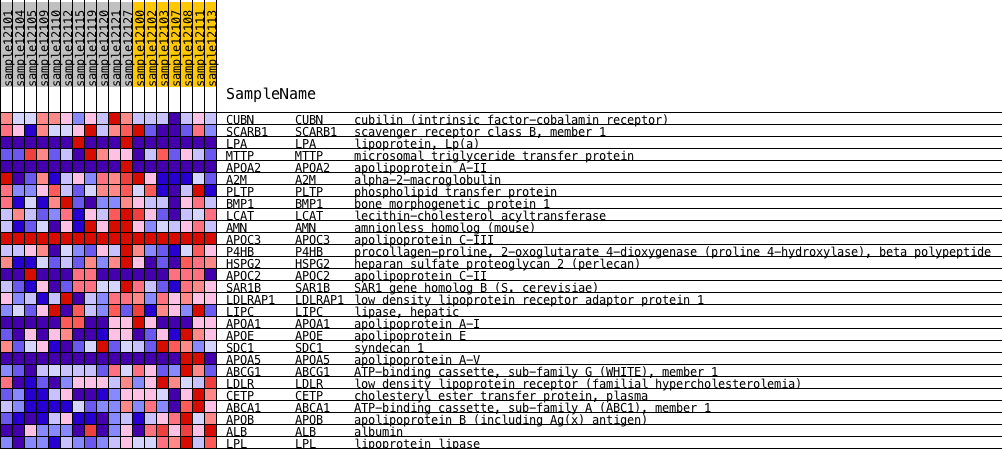 sample12101
sample12104
sample12105
sample12109
sample12110
sample12112
sample12115
sample12119
sample12120
sample12121
sample12127
sample12100
sample12102
sample12103
sample12107
sample12108
sample12111
sample12113
SampleName
CUBN CUBN cubilin (intrinsic factor-cobalamin receptor)
SCARB1 SCARB1 scavenger receptor class B, member 1
LPA LPA lipoprotein, Lp(a)
MTTP MTTP microsomal triglyceride transfer protein
APOA2 APOA2 apolipoprotein A-II
A2M A2M alpha-2-macroglobulin
PLTP PLTP phospholipid transfer protein
BMP1 BMP1 bone morphogenetic protein 1
LCAT LCAT lecithin-cholesterol acyltransferase
AMN AMN amnionless homolog (mouse)
APOC3 APOC3 apolipoprotein C-III
P4HB P4HB procollagen-proline, 2-oxoglutarate 4-dioxygenase (proline 4-hydroxylase), beta polypeptide
HSPG2 HSPG2 heparan sulfate proteoglycan 2 (perlecan)
APOC2 APOC2 apolipoprotein C-II
SAR1B SAR1B SAR1 gene homolog B (S. cerevisiae)
LDLRAP1 LDLRAP1 low density lipoprotein receptor adaptor protein 1
LIPC LIPC lipase, hepatic
APOA1 APOA1 apolipoprotein A-I
APOE APOE apolipoprotein E
SDC1 SDC1 syndecan 1
APOA5 APOA5 apolipoprotein A-V
ABCG1 ABCG1 ATP-binding cassette, sub-family G (WHITE), member 1
LDLR LDLR low density lipoprotein receptor (familial hypercholesterolemia)
CETP CETP cholesteryl ester transfer protein, plasma
ABCA1 ABCA1 ATP-binding cassette, sub-family A (ABC1), member 1
APOB APOB apolipoprotein B (including Ag(x) antigen)
ALB ALB albumin
LPL LPL lipoprotein lipase